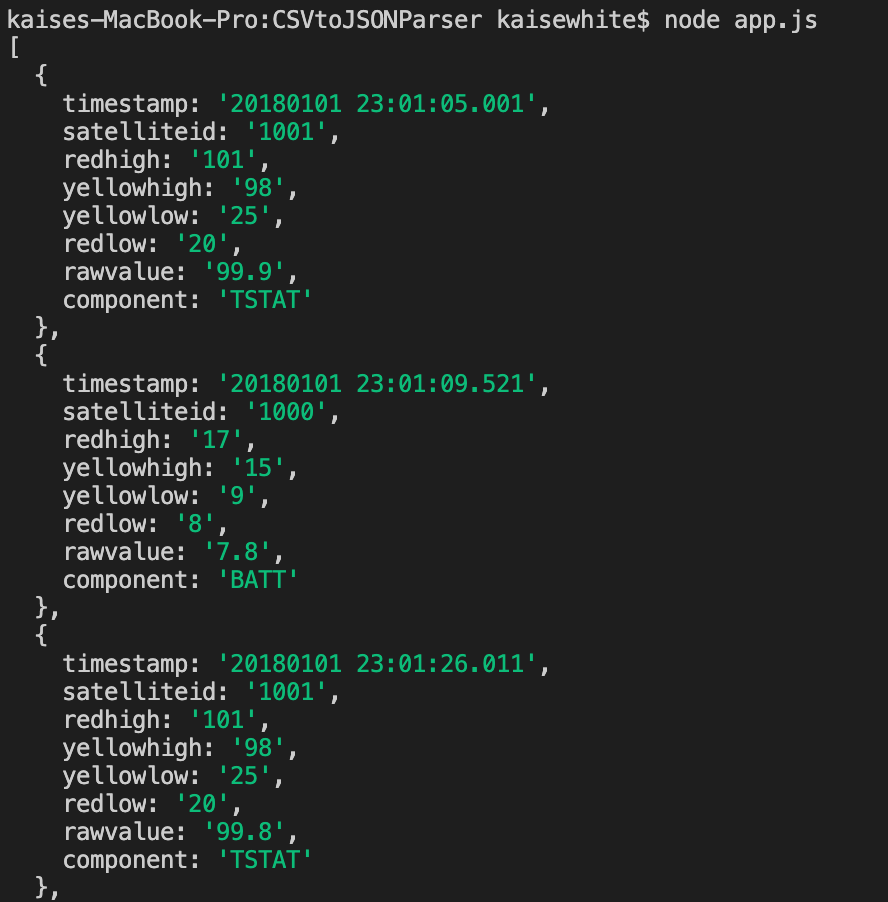 kaises-MacBook-Pro:CSVtoJSONParser kaisewhite$ node app.js
[
  {
    timestamp: '20180101 23:01:05.001',
    satelliteid: '1001',
    redhigh: '101',
    yellowhigh: '98',
    yellowlow: '25',
    redlow: '20',
    rawvalue: '99.9',
    component: 'TSTAT'
  },
  {
    timestamp: '20180101 23:01:09.521',
    satelliteid: '1000',
    redhigh: '17',
    yellowhigh: '15',
    yellowlow: '9',
    redlow: '8',
    rawvalue: '7.8',
    component: 'BATT'
  },
  {
    timestamp: '20180101 23:01:26.011',
    satelliteid: '1001',
    redhigh: '101',
    yellowhigh: '98',
    yellowlow: '25',
    redlow: '20',
    rawvalue: '99.8',
    component: 'TSTAT'
  },